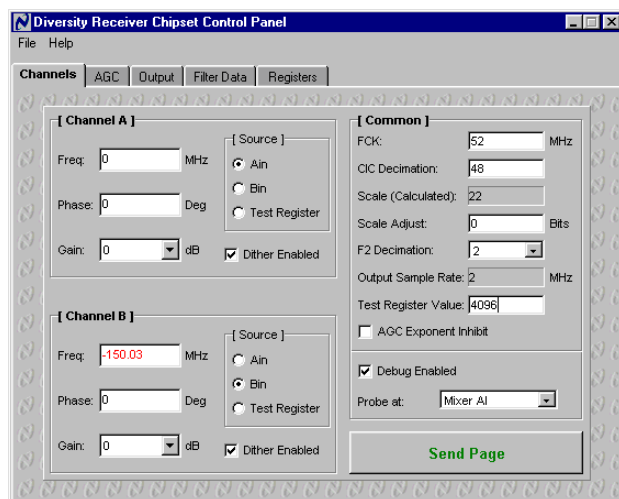 Diversity Receiver Chipset Control Panel
File Help
Channels AGC Output Filter Data Registers
[ Channel A ]
Freq: 0 MHz
Phase: 0 Deg
Gain: 0 dB
[ Source ]
Ain
Bin
Test Register
Dither Enabled
[ Channel B ]
Freq: -150.03 MHz
Phase: 0 Deg
Gain: 0 dB
[ Source ]
Ain
Bin
Test Register
Dither Enabled
[ Common ]
FCK: 52 MHz
CIC Decimation: 48
Scale (Calculated): 22
Scale Adjust: 0 Bits
F2 Decimation: 2
Output Sample Rate: 2 MHz
Test Register Value: 4096
AGC Exponent Inhibit
Debug Enabled
Probe at: Mixer AI
Send Page